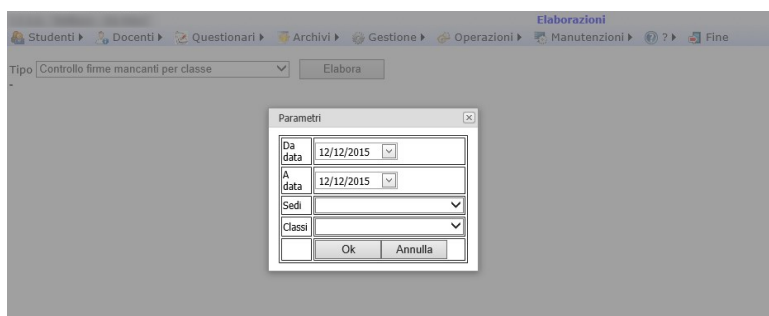 Elaborazioni
Studenti Docenti Questionari Archivi Gestione Operazioni Manutenzioni ? Fine
Tipo Controllo firme mancanti per classe Elabora
-
Parametri
Da data 12/12/2015
A data 12/12/2015
Sedi
Classi
Ok Annulla